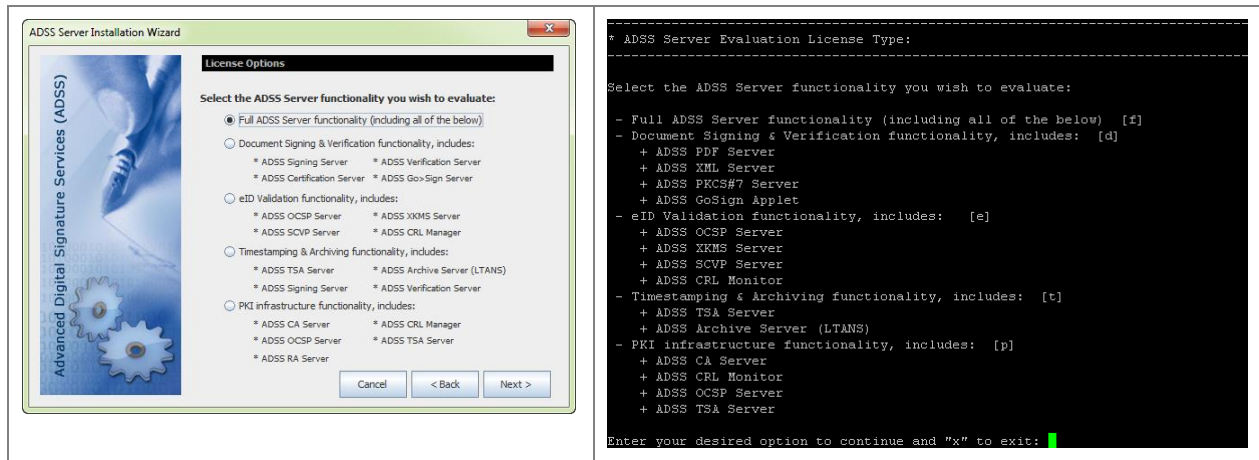 ADSS Server Installation Wizard
Advanced Digital Signature Services (ADSS)
License Options
Select the ADSS Server functionality you wish to evaluate:
Full ADSS Server functionality (including all of the below)
Document Signing & Verification functionality, includes:
* ADSS Signing Server * ADSS Verification Server
* ADSS Certification Server * ADSS Go>Sign Server
eID Validation functionality, includes:
* ADSS OCSP Server * ADSS XKMS Server
* ADSS SCVP Server * ADSS CRL Manager
Timestamping & Archiving functionality, includes:
* ADSS TSA Server * ADSS Archive Server (LTANS)
* ADSS Signing Server * ADSS Verification Server
PKI infrastructure functionality, includes:
* ADSS CA Server * ADSS CRL Manager
* ADSS OCSP Server * ADSS TSA Server
* ADSS RA Server
Cancel < Back Next >
* ADSS Server Evaluation License Type:
Select the ADSS Server functionality you wish to evaluate:
- Full ADSS Server functionality (including all of the below) [f]
- Document Signing & Verification functionality, includes: [d]
+ ADSS PDF Server
+ ADSS XML Server
+ ADSS PKCS#7 Server
+ ADSS GoSign Applet
- eID Validation functionality, includes: [e]
+ ADSS OCSP Server
+ ADSS XKMS Server
+ ADSS SCVP Server
+ ADSS CRL Monitor
- Timestamping & Archiving functionality, includes: [t]
+ ADSS TSA Server
+ ADSS Archive Server (LTANS)
- PKI infrastructure functionality, includes: [p]
+ ADSS CA Server
+ ADSS CRL Monitor
+ ADSS OCSP Server
+ ADSS TSA Server
Enter your desired option to continue and "x" to exit: